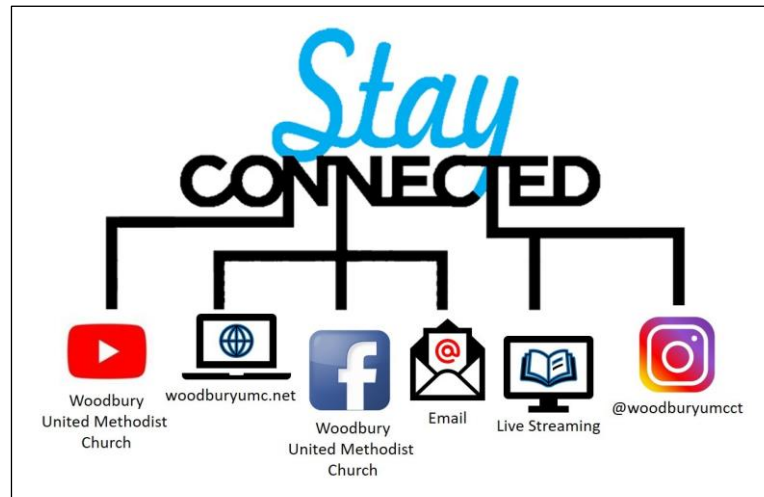 Stay
CONNECTED
Woodbury
United Methodist
Church
woodburyumc.net
Woodbury
United Methodist
Church
@
Email
Live Streaming
@woodburyumcct